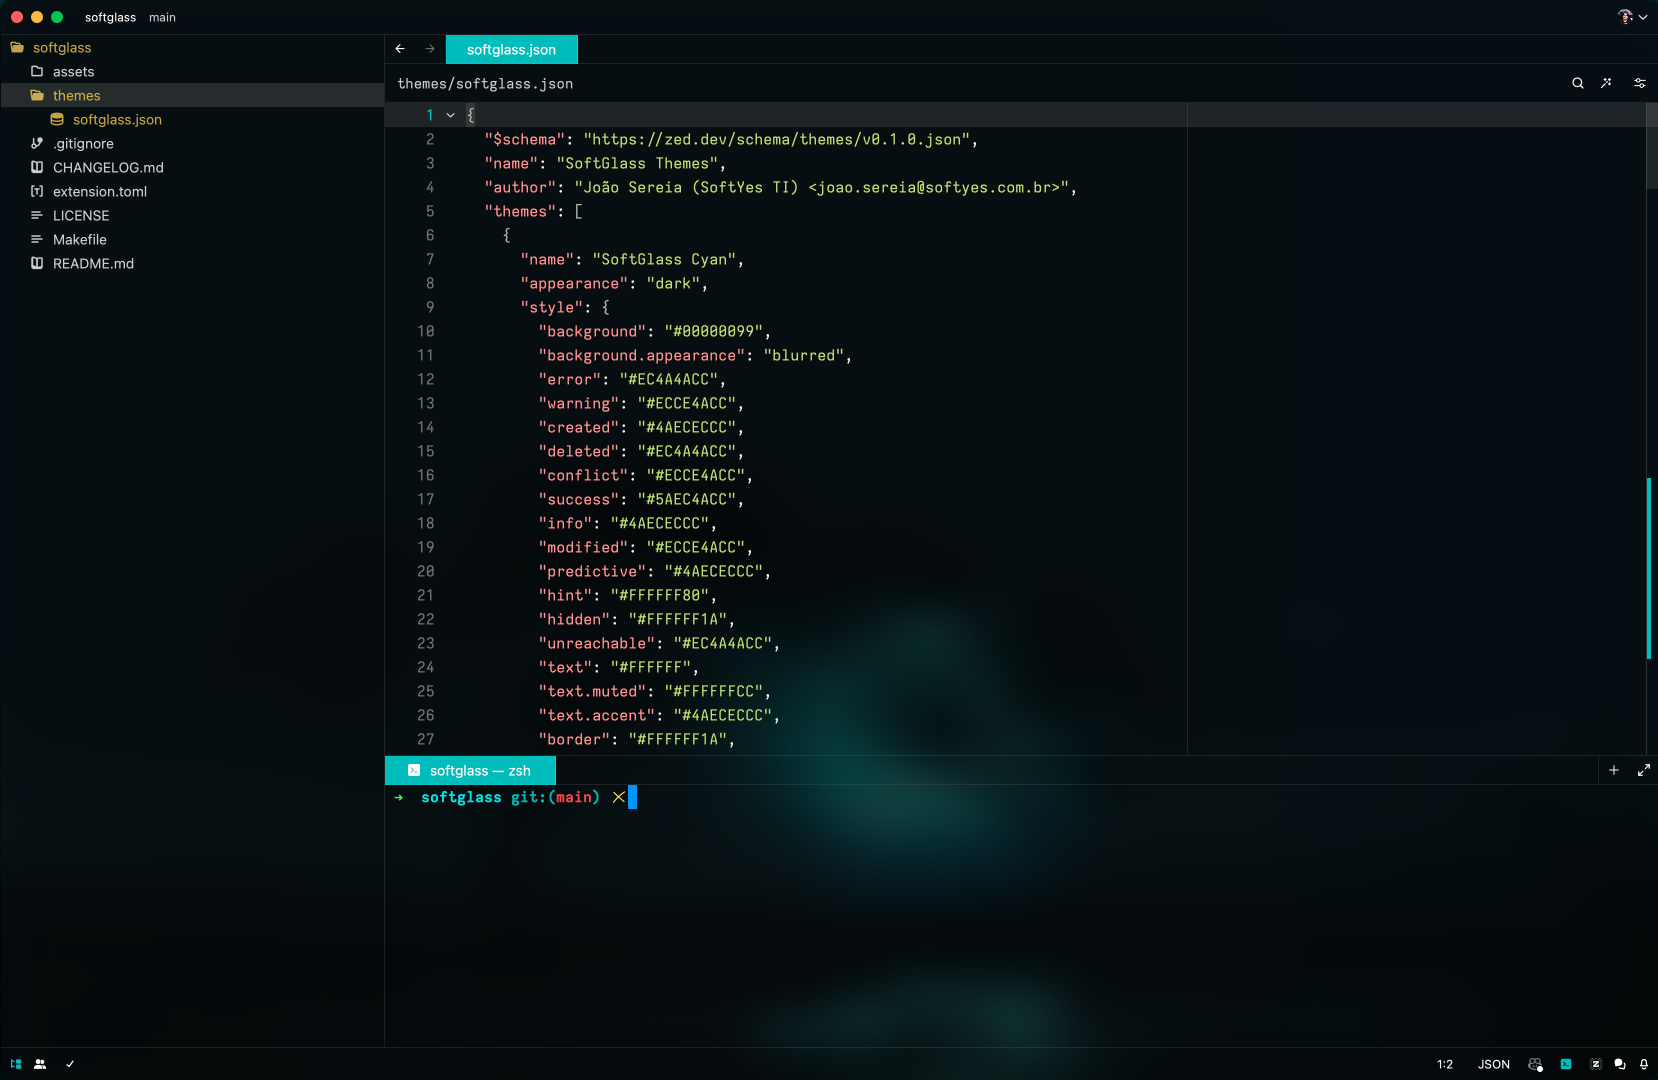 softglass main
softglass
assets
themes
softglass.json
.gitignore
CHANGELOG.md
extension.toml
LICENSE
Makefile
README.md
softglass.json
themes/softglass.json
1 {
2 "$schema": "https://zed.dev/schema/themes/v0.1.0.json",
3 "name": "SoftGlass Themes",
4 "author": "João Sereia (SoftYes TI) <joao.sereia@softyes.com.br>",
5 "themes": [
6 {
7 "name": "SoftGlass Cyan",
8 "appearance": "dark",
9 "style": {
10 "background": "#00000099",
11 "background.appearance": "blurred",
12 "error": "#EC4A4ACC",
13 "warning": "#ECCE4ACC",
14 "created": "#4AECECCC",
15 "deleted": "#EC4A4ACC",
16 "conflict": "#ECCE4ACC",
17 "success": "#5AEC4ACC",
18 "info": "#4AECECCC",
19 "modified": "#ECCE4ACC",
20 "predictive": "#4AECECCC",
21 "hint": "#FFFFFF80",
22 "hidden": "#FFFFFF1A",
23 "unreachable": "#EC4A4ACC",
24 "text": "#FFFFFF",
25 "text.muted": "#FFFFFFCC",
26 "text.accent": "#4AECECCC",
27 "border": "#FFFFFF1A",
softglass — zsh
➜ softglass git:(main) ✗
1:2 JSON